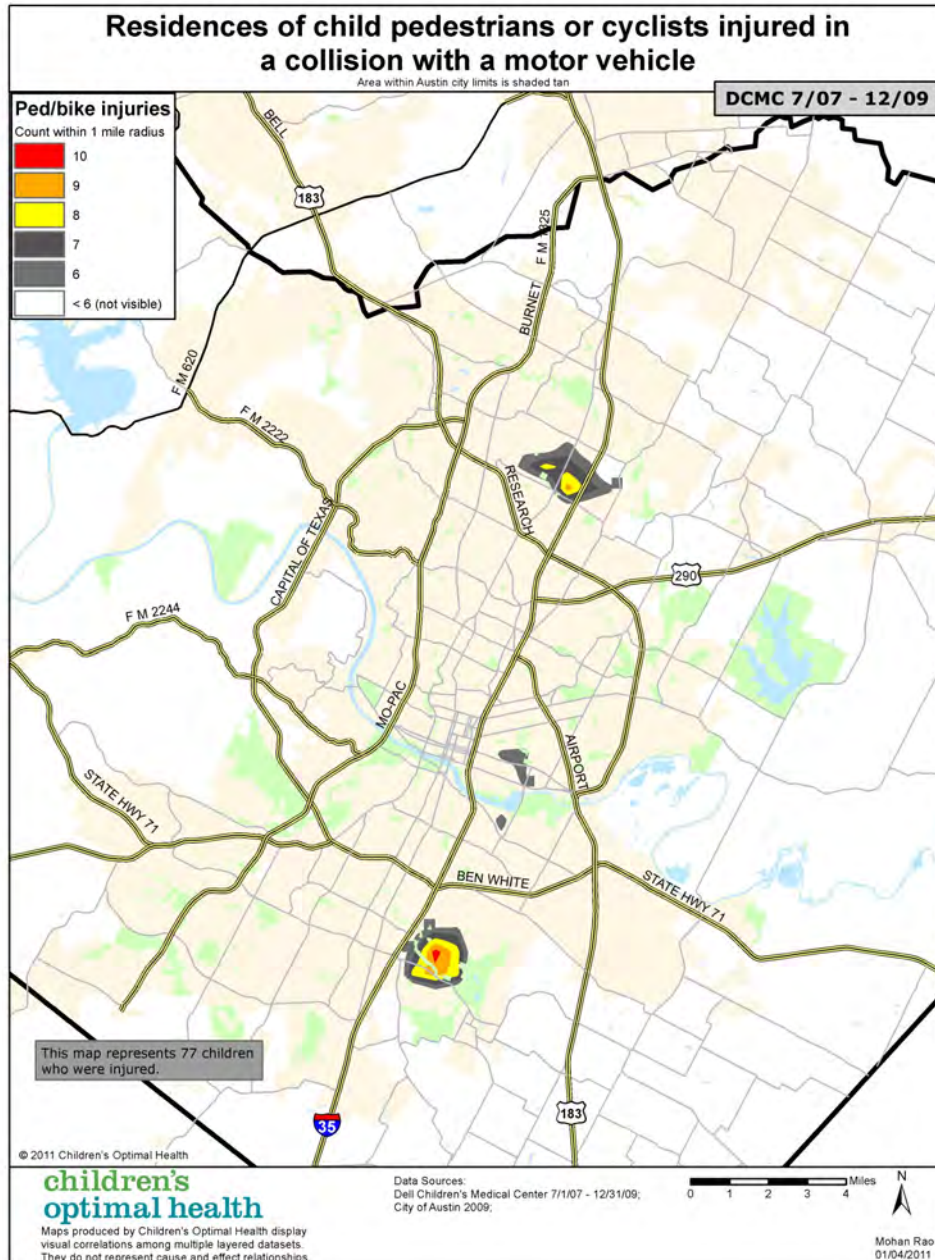 Residences of child pedestrians or cyclists injured in
a collision with a motor vehicle
Area within Austin city limits is shaded tan
DCMC 7/07 - 12/09
Ped/bike injuries
Count within 1 mile radius
10
9
8
7
6
< 6 (not visible)
BELL
183
F M 1325
BURNET
F M 620
F M 2222
RESEARCH
CAPITAL OF TEXAS
290
F M 2244
MO-PAC
AIRPORT
STATE HWY 71
BEN WHITE
STATE HWY 71
This map represents 77 children
who were injured.
183
35
© 2011 Children's Optimal Health
children's
optimal health
Maps produced by Children's Optimal Health display
visual correlations among multiple layered datasets.
They do not represent cause and effect relationships.
Data Sources:
Dell Children's Medical Center 7/1/07 - 12/31/09;
City of Austin 2009;
Miles
0 1 2 3 4
N
Mohan Rao
01/04/2011